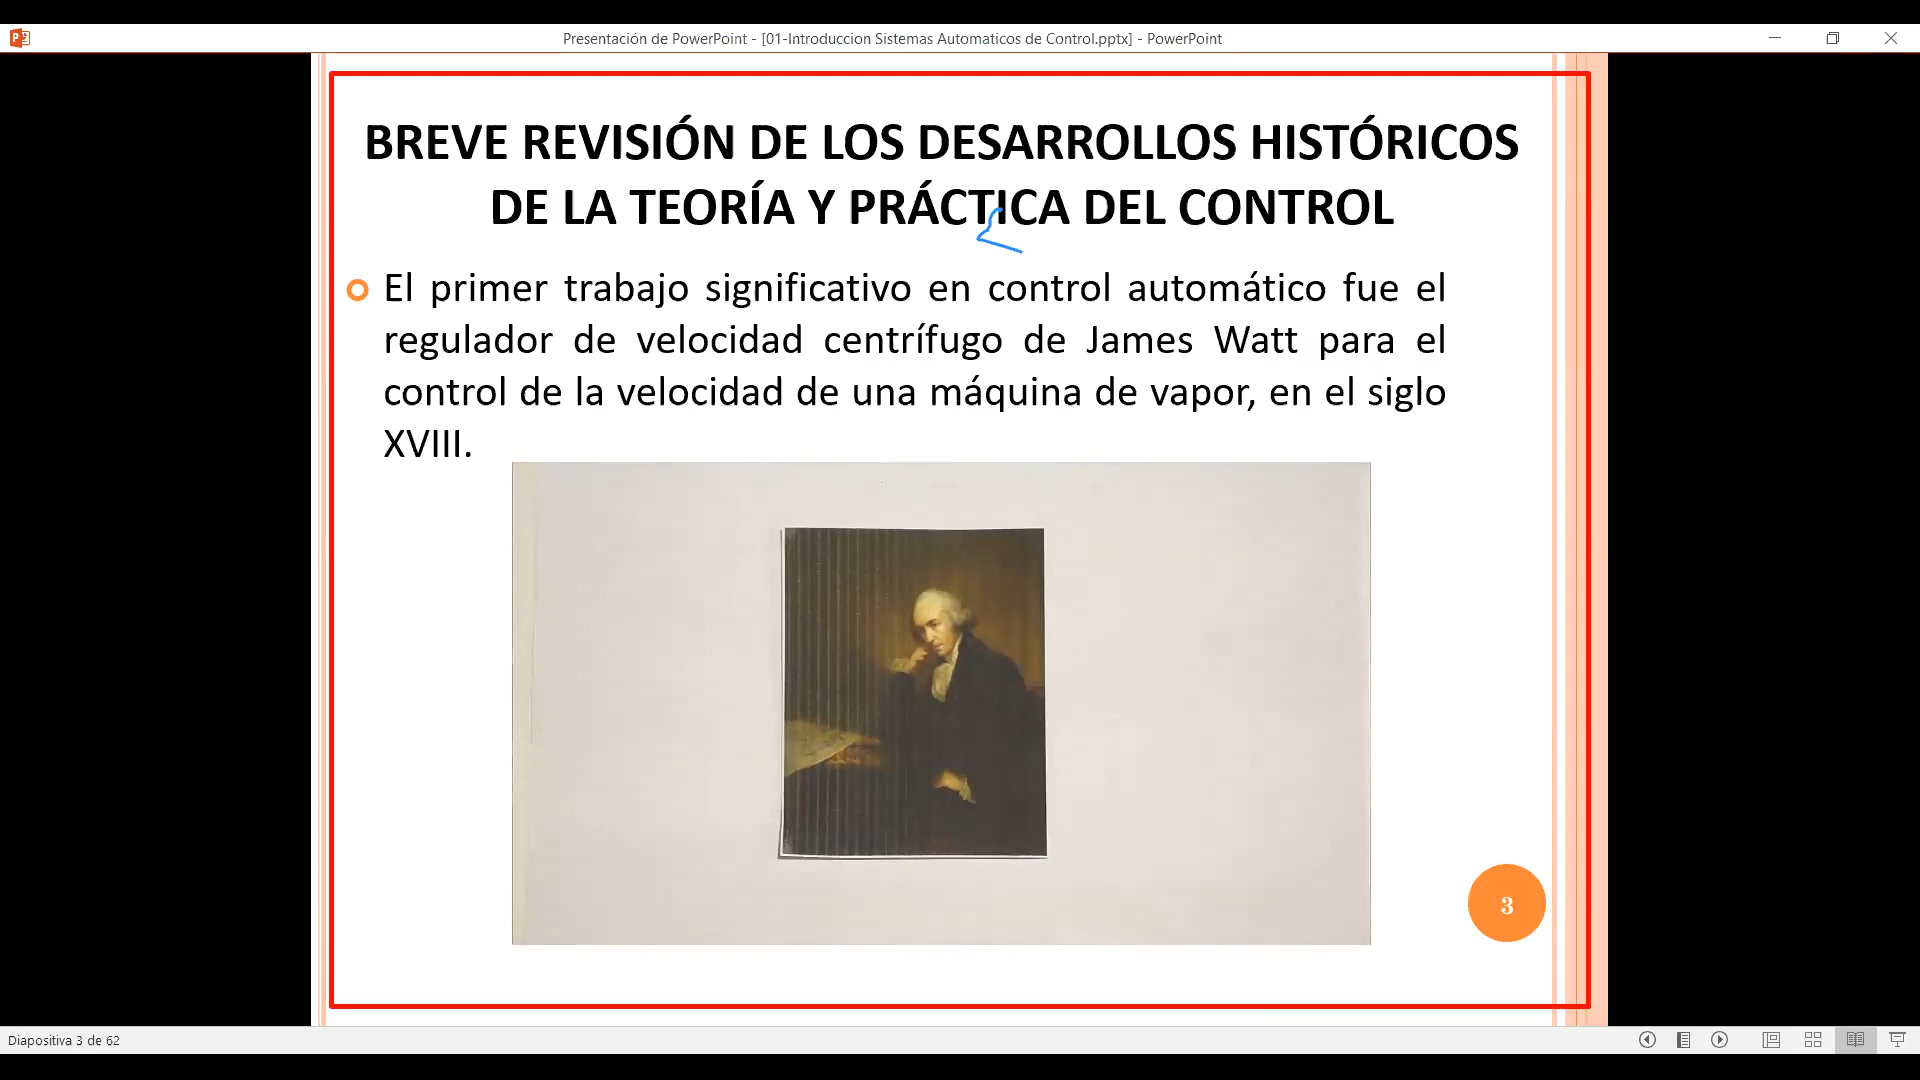 Presentación de PowerPoint - [01-Introduccion Sistemas Automaticos de Control.pptx] - PowerPoint
BREVE REVISIÓN DE LOS DESARROLLOS HISTÓRICOS
DE LA TEORÍA Y PRÁCTICA DEL CONTROL
El primer trabajo significativo en control automático fue el
regulador de velocidad centrífugo de James Watt para el
control de la velocidad de una máquina de vapor, en el siglo
XVIII.
3
Diapositiva 3 de 62